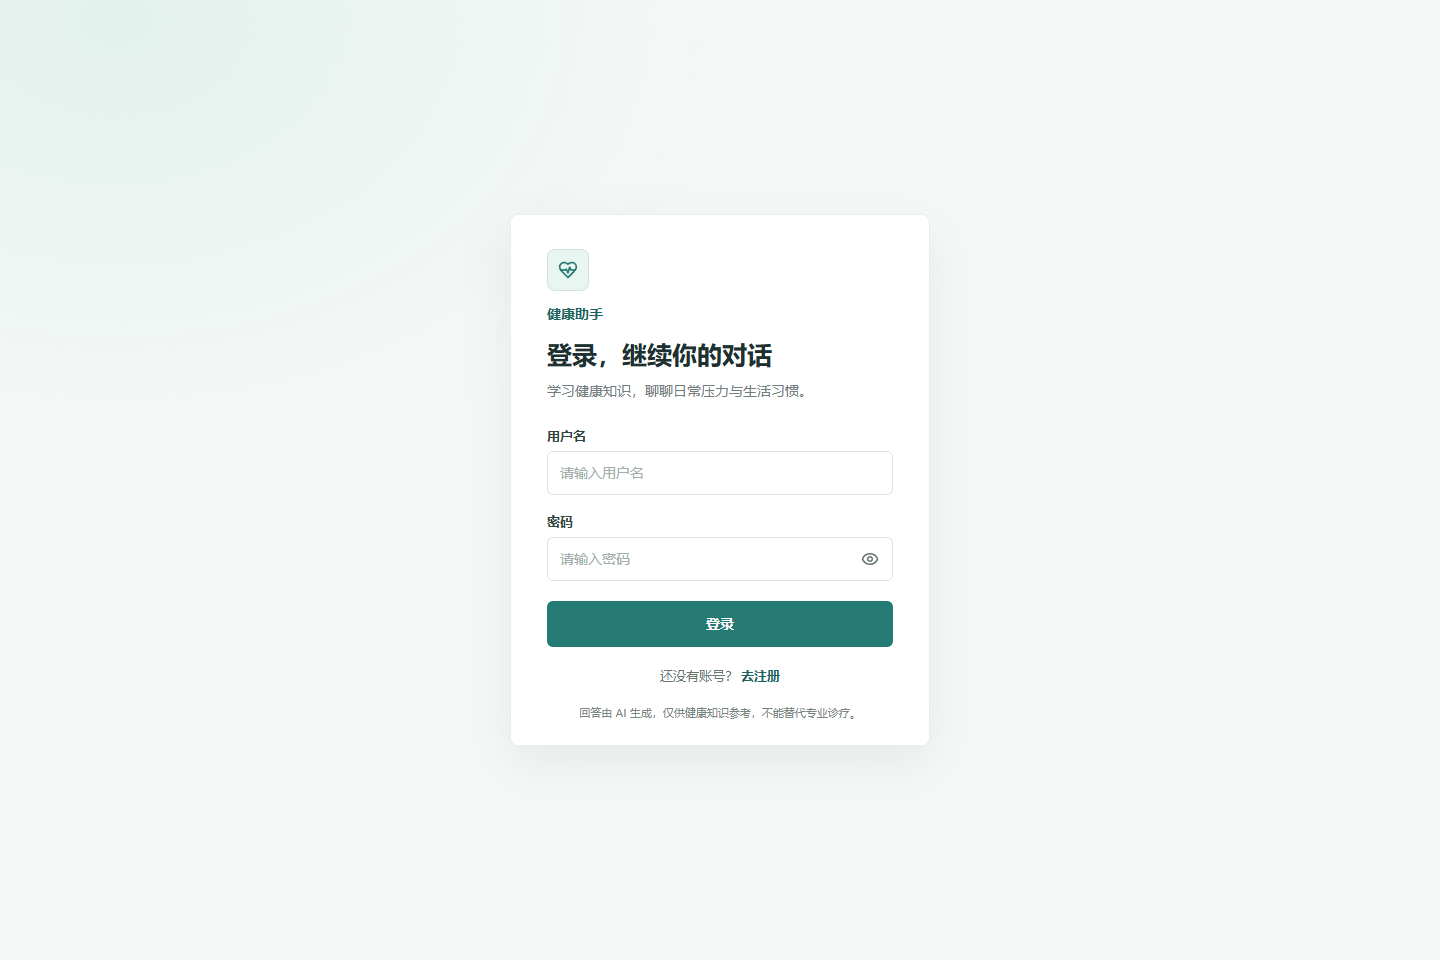 健康助手
登录，继续你的对话
学习健康知识，聊聊日常压力与生活习惯。
用户名
请输入用户名
密码
请输入密码
登录
还没有账号？ 去注册
回答由 AI 生成，仅供健康知识参考，不能替代专业诊疗。